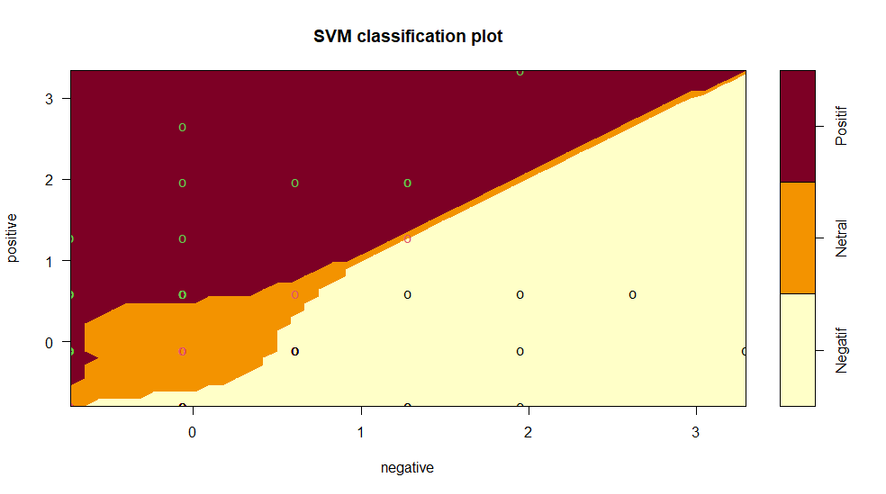 SVM classification plot
3
2
1
0
positive
0 1 2 3
negative
Positif
Netral
Negatif